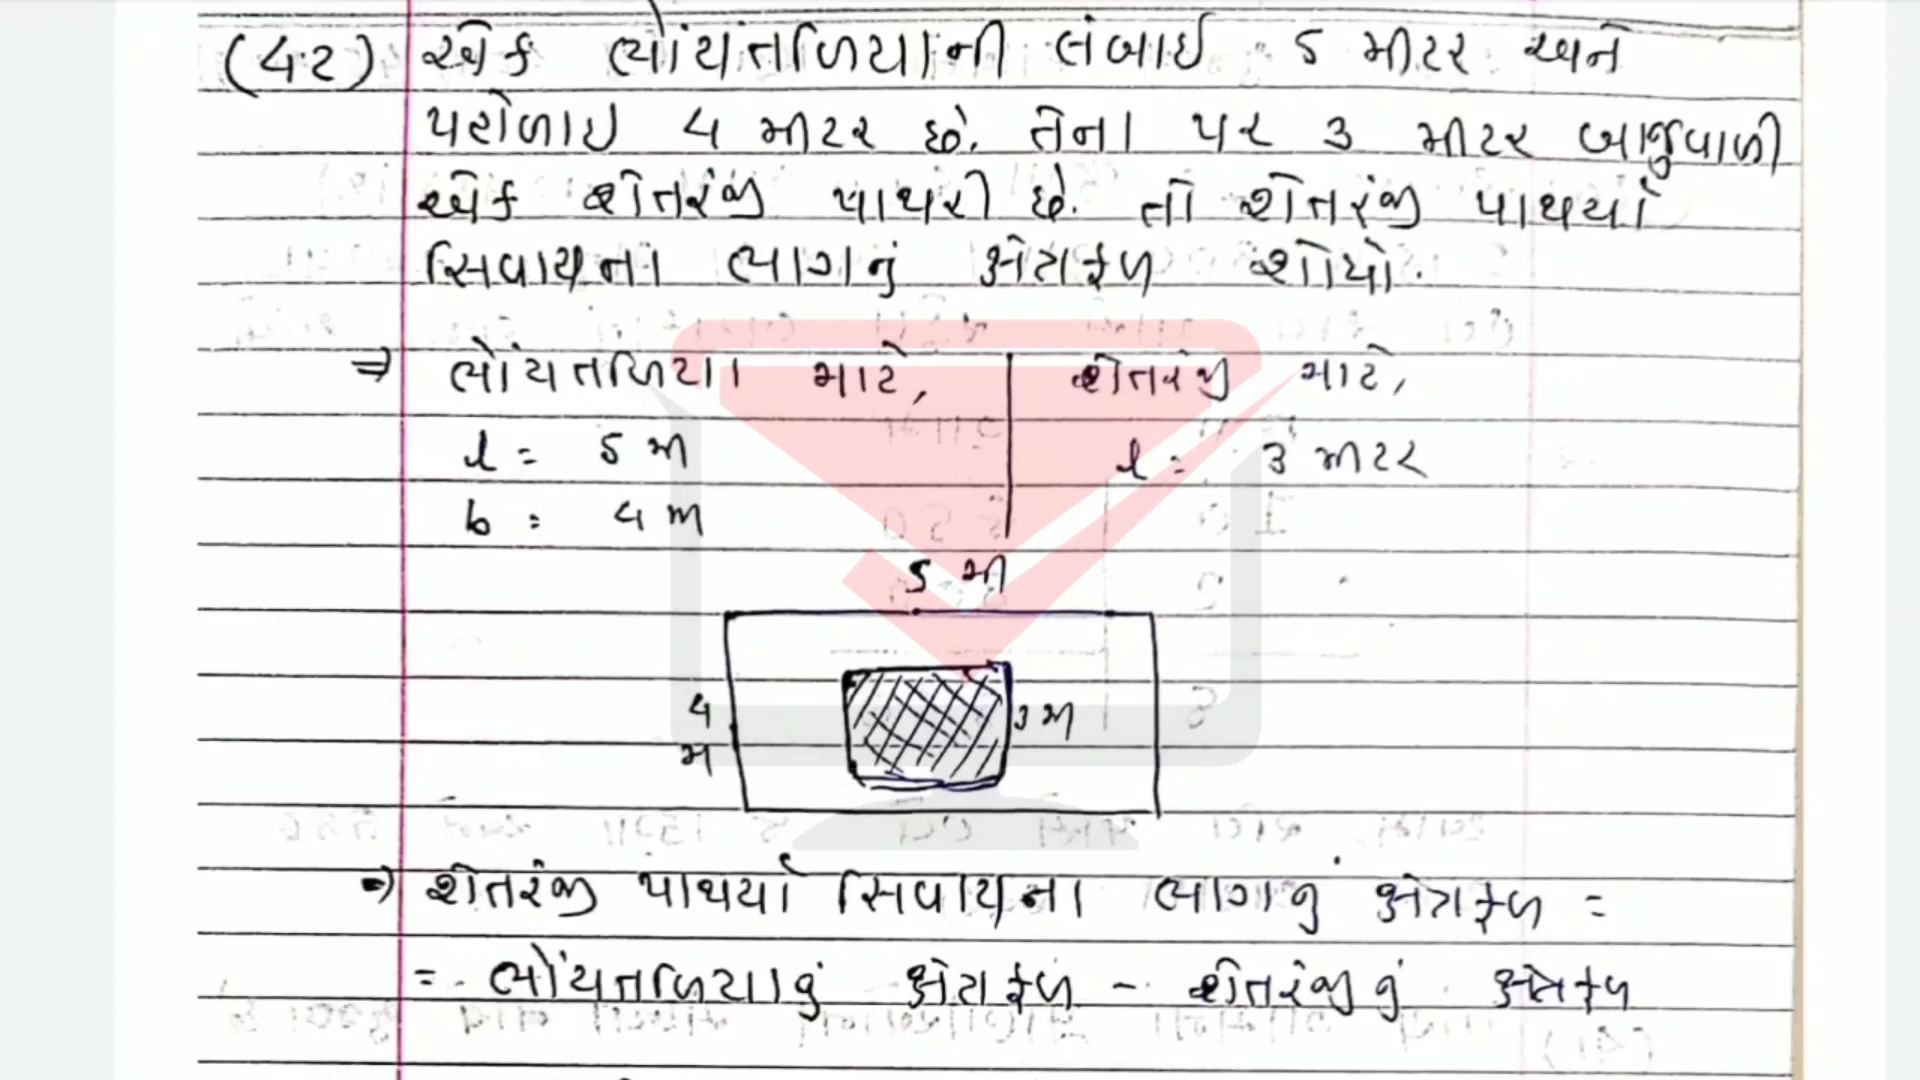 (42) એક ભોંયતળિયાની લંબાઈ 5 મીટર અને
પહોળાઇ 4 મીટર છે. તેના પર 3 મીટર બાજુવાળી
એક શેતરંજી પાથરી છે. તો શેતરંજી પાથર્યા
સિવાયના ભાગનું ક્ષેત્રફળ શોધો.
⇒ ભોંયતળિયા માટે, શેતરંજી માટે,
l = 5 મી l = 3 મીટર
b = 4 મી
5 મી
4 મી
3 મી
⇒ શેતરંજી પાથર્યા સિવાયના ભાગનું ક્ષેત્રફળ =
= ભોંયતળિયાનું ક્ષેત્રફળ - શેતરંજીનું ક્ષેત્રફળ